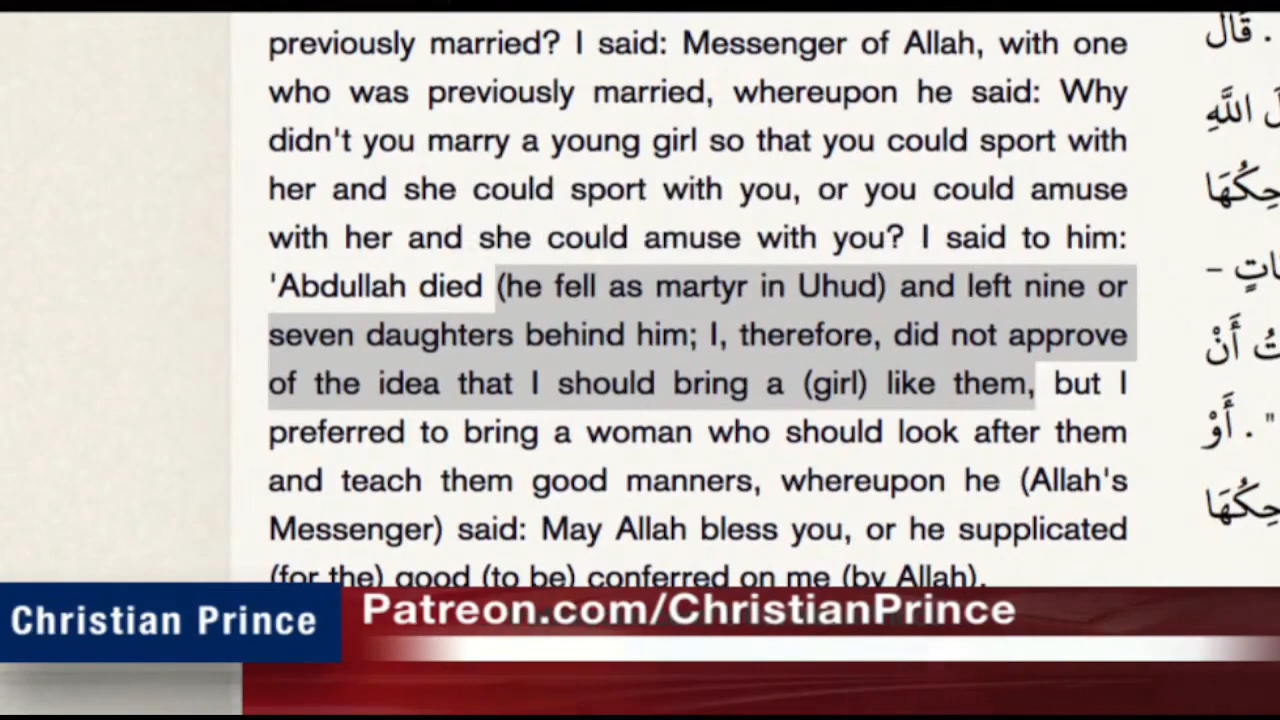 previously married? I said: Messenger of Allah, with one
who was previously married, whereupon he said: Why
didn't you marry a young girl so that you could sport with
her and she could sport with you, or you could amuse
with her and she could amuse with you? I said to him:
'Abdullah died (he fell as martyr in Uhud) and left nine or
seven daughters behind him; I, therefore, did not approve
of the idea that I should bring a (girl) like them, but I
preferred to bring a woman who should look after them
and teach them good manners, whereupon he (Allah's
Messenger) said: May Allah bless you, or he supplicated
(for the) good (to be) conferred on me (by Allah).
. قَالَ
اللَّهِ
" . أَوْ
Christian Prince
Patreon.com/ChristianPrince